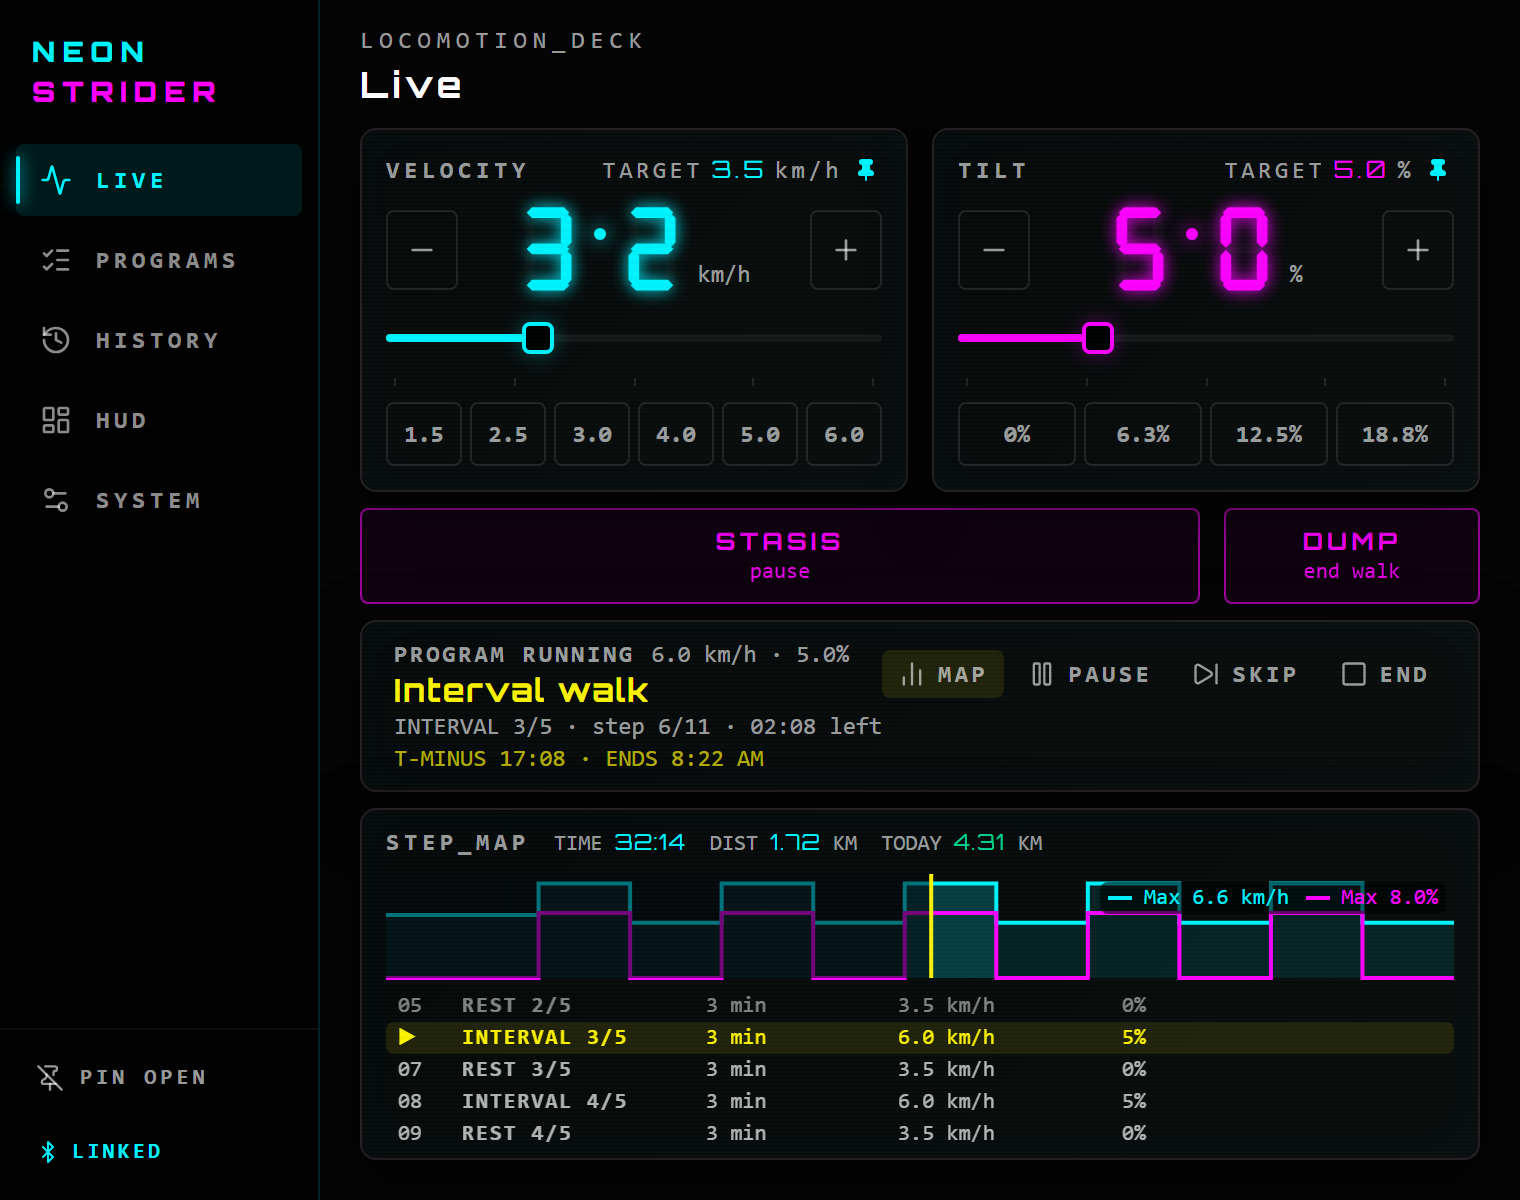 NEON
STRIDER
LIVE
PROGRAMS
HISTORY
HUD
SYSTEM
PIN OPEN
LINKED
LOCOMOTION_DECK
Live
VELOCITY TARGET 3.5 km/h
3.2 km/h
1.5 2.5 3.0 4.0 5.0 6.0
TILT TARGET 5.0 %
5.0 %
0% 6.3% 12.5% 18.8%
STASIS
pause
DUMP
end walk
PROGRAM RUNNING 6.0 km/h · 5.0%
Interval walk
INTERVAL 3/5 · step 6/11 · 02:08 left
T-MINUS 17:08 · ENDS 8:22 AM
MAP PAUSE SKIP END
STEP_MAP TIME 32:14 DIST 1.72 KM TODAY 4.31 KM
Max 6.6 km/h Max 8.0%
05 REST 2/5 3 min 3.5 km/h 0%
INTERVAL 3/5 3 min 6.0 km/h 5%
07 REST 3/5 3 min 3.5 km/h 0%
08 INTERVAL 4/5 3 min 6.0 km/h 5%
09 REST 4/5 3 min 3.5 km/h 0%